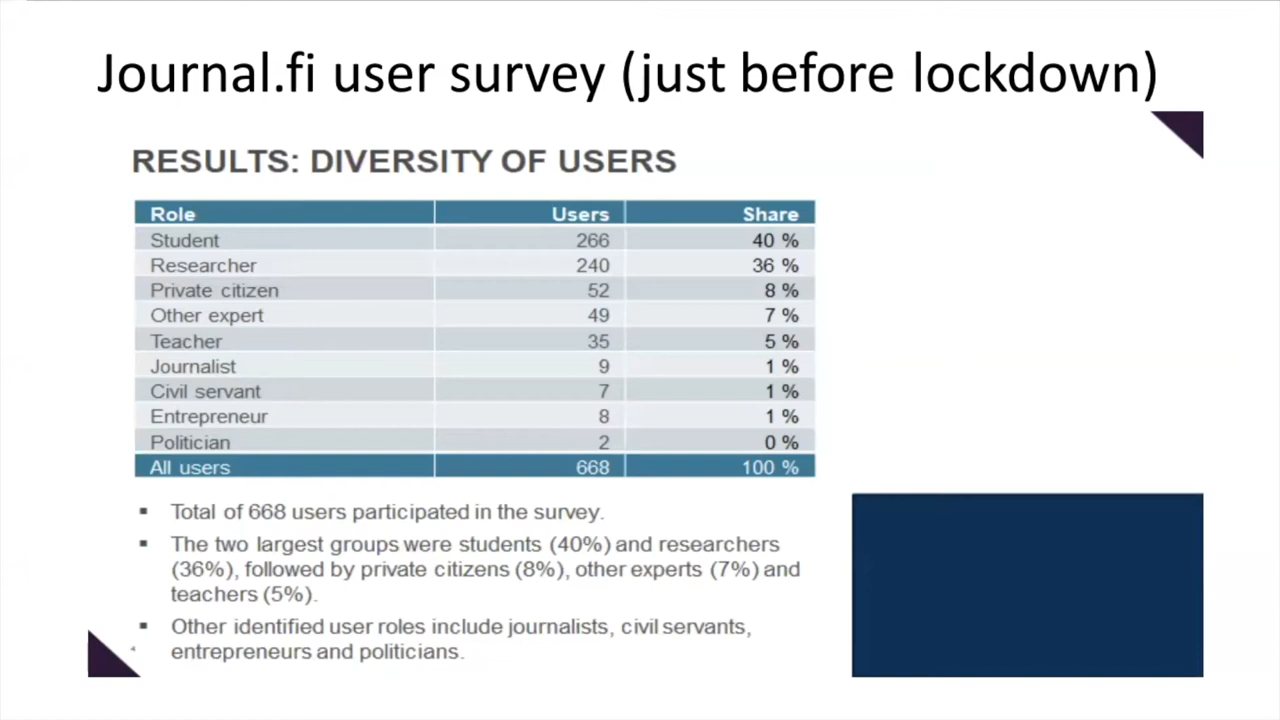 Journal.fi user survey (just before lockdown)
RESULTS: DIVERSITY OF USERS
Role Users Share
Student 266 40 %
Researcher 240 36 %
Private citizen 52 8 %
Other expert 49 7 %
Teacher 35 5 %
Journalist 9 1 %
Civil servant 7 1 %
Entrepreneur 8 1 %
Politician 2 0 %
All users 668 100 %
▪ Total of 668 users participated in the survey.
▪ The two largest groups were students (40%) and researchers
(36%), followed by private citizens (8%), other experts (7%) and
teachers (5%).
▪ Other identified user roles include journalists, civil servants,
entrepreneurs and politicians.